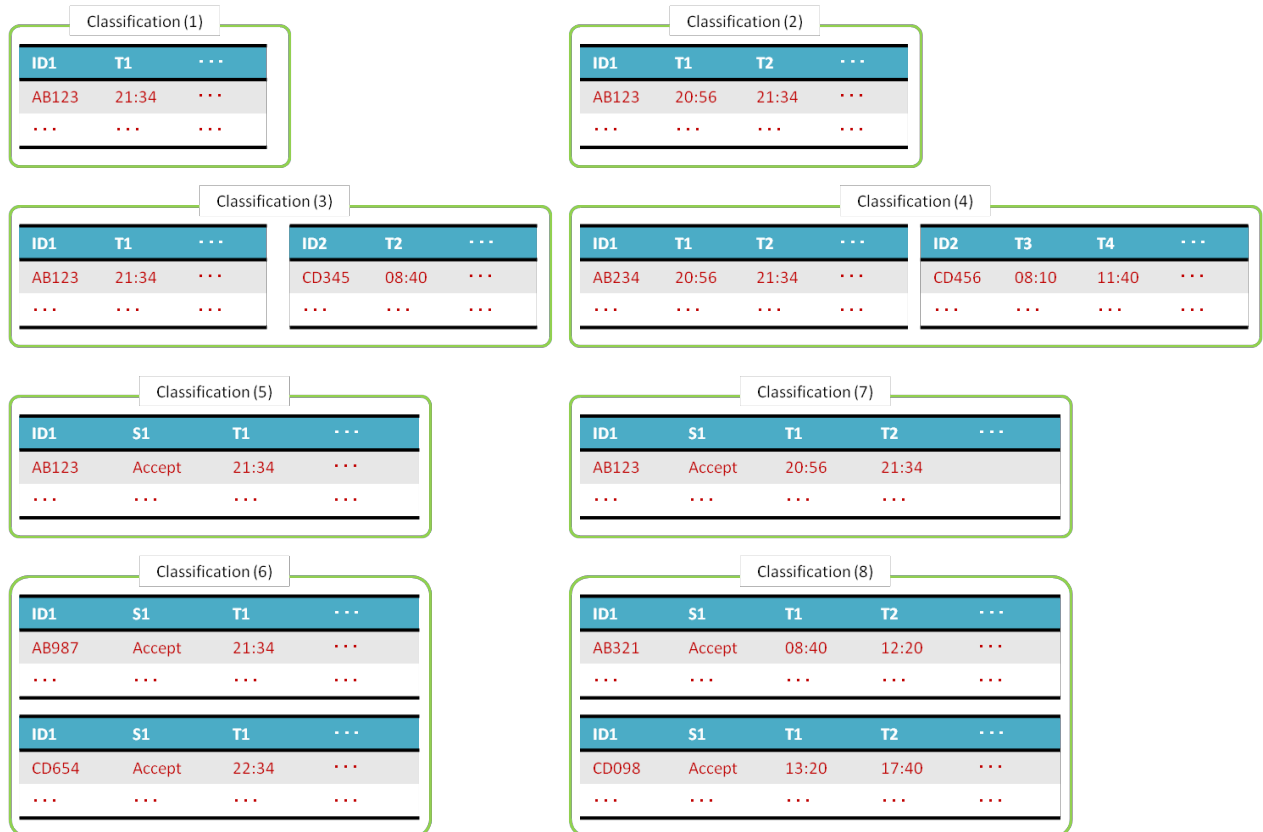 Classification (1)
ID1 T1 ...
AB123 21:34 ...
... ... ...
Classification (2)
ID1 T1 T2 ...
AB123 20:56 21:34 ...
... ... ... ...
Classification (3)
ID1 T1 ...
AB123 21:34 ...
... ... ...
ID2 T2 ...
CD345 08:40 ...
... ... ...
Classification (4)
ID1 T1 T2 ...
AB234 20:56 21:34 ...
... ... ... ...
ID2 T3 T4 ...
CD456 08:10 11:40 ...
... ... ... ...
Classification (5)
ID1 S1 T1 ...
AB123 Accept 21:34 ...
... ... ... ...
Classification (7)
ID1 S1 T1 T2 ...
AB123 Accept 20:56 21:34
... ... ... ...
Classification (6)
ID1 S1 T1 ...
AB987 Accept 21:34 ...
... ... ... ...
ID1 S1 T1 ...
CD654 Accept 22:34 ...
... ... ... ...
Classification (8)
ID1 S1 T1 T2 ...
AB321 Accept 08:40 12:20 ...
... ... ... ... ...
ID1 S1 T1 T2 ...
CD098 Accept 13:20 17:40 ...
... ... ... ... ...